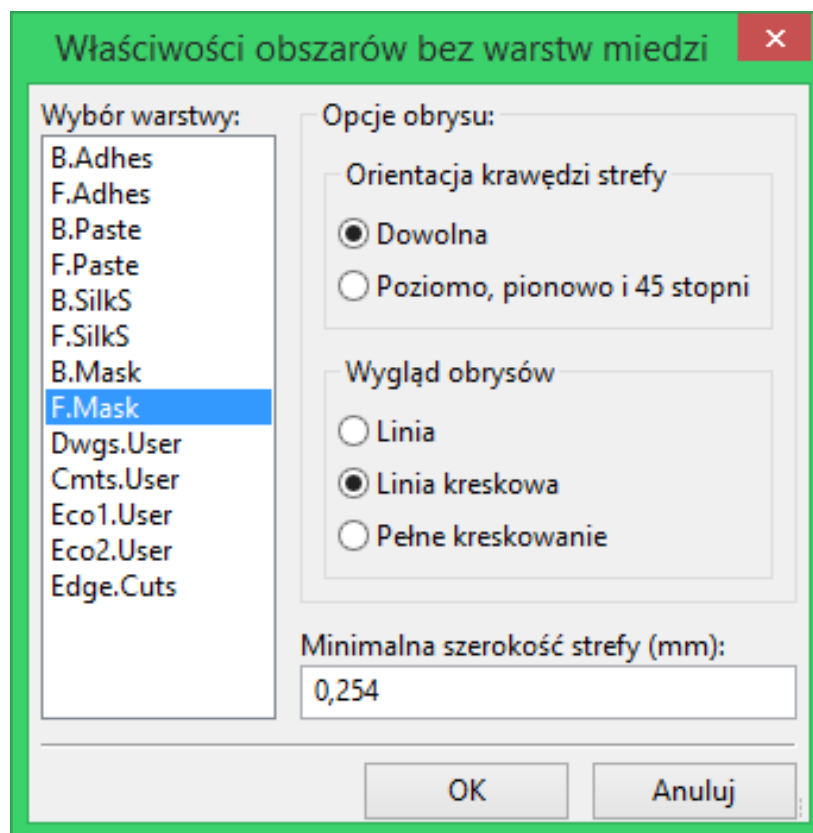 Właściwości obszarów bez warstw miedzi
Wybór warstwy:
B.Adhes
F.Adhes
B.Paste
F.Paste
B.SilkS
F.SilkS
B.Mask
F.Mask
Dwgs.User
Cmts.User
Eco1.User
Eco2.User
Edge.Cuts
Opcje obrysu:
Orientacja krawędzi strefy
Dowolna
Poziomo, pionowo i 45 stopni
Wygląd obrysów
Linia
Linia kreskowa
Pełne kreskowanie
Minimalna szerokość strefy (mm):
0,254
OK
Anuluj